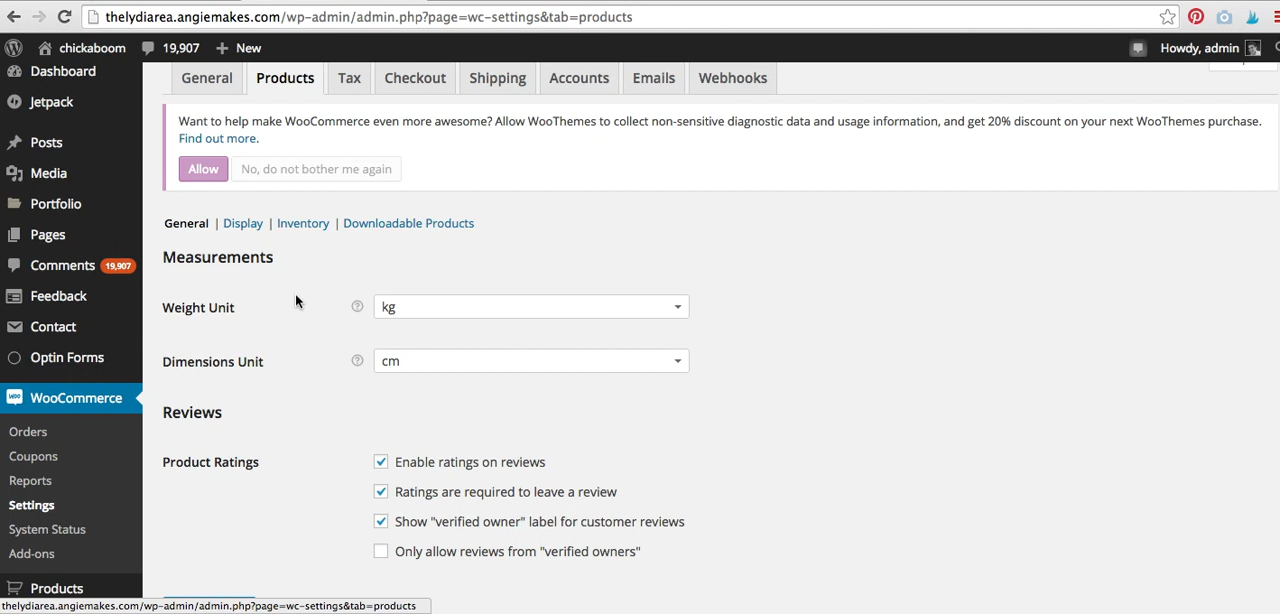 thelydiarea.angiemakes.com/wp-admin/admin.php?page=wc-settings&tab=products
chickaboom 19,907 + New Howdy, admin
Dashboard
Jetpack
Posts
Media
Portfolio
Pages
Comments 19,907
Feedback
Contact
Optin Forms
WooCommerce
Orders
Coupons
Reports
Settings
System Status
Add-ons
Products
General Products Tax Checkout Shipping Accounts Emails Webhooks
Want to help make WooCommerce even more awesome? Allow WooThemes to collect non-sensitive diagnostic data and usage information, and get 20% discount on your next WooThemes purchase.
Find out more.
Allow No, do not bother me again
General | Display | Inventory | Downloadable Products
Measurements
Weight Unit ? kg
Dimensions Unit ? cm
Reviews
Product Ratings Enable ratings on reviews
Ratings are required to leave a review
Show "verified owner" label for customer reviews
Only allow reviews from "verified owners"
thelydiarea.angiemakes.com/wp-admin/admin.php?page=wc-settings&tab=products